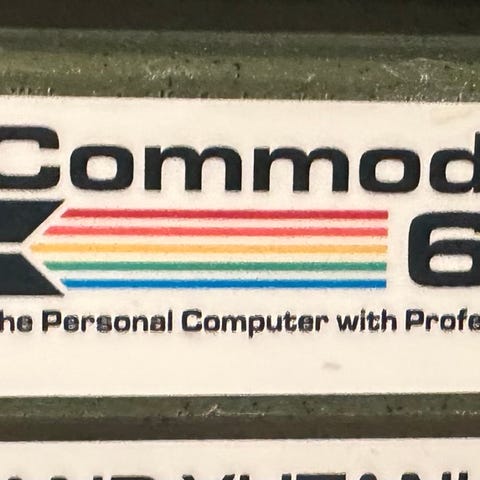 Commod
6
he Personal Computer with Profe